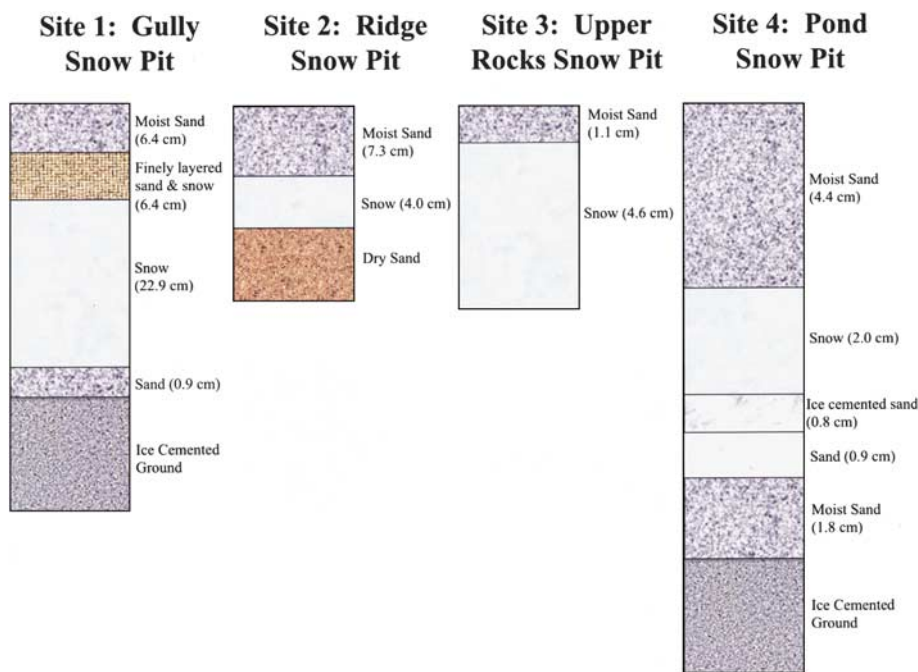 Site 1: Gully
Snow Pit
Moist Sand
(6.4 cm)
Finely layered
sand & snow
(6.4 cm)
Snow
(22.9 cm)
Sand (0.9 cm)
Ice Cemented
Ground
Site 2: Ridge
Snow Pit
Moist Sand
(7.3 cm)
Snow (4.0 cm)
Dry Sand
Site 3: Upper
Rocks Snow Pit
Moist Sand
(1.1 cm)
Snow (4.6 cm)
Site 4: Pond
Snow Pit
Moist Sand
(4.4 cm)
Snow (2.0 cm)
Ice cemented sand
(0.8 cm)
Sand (0.9 cm)
Moist Sand
(1.8 cm)
Ice Cemented
Ground